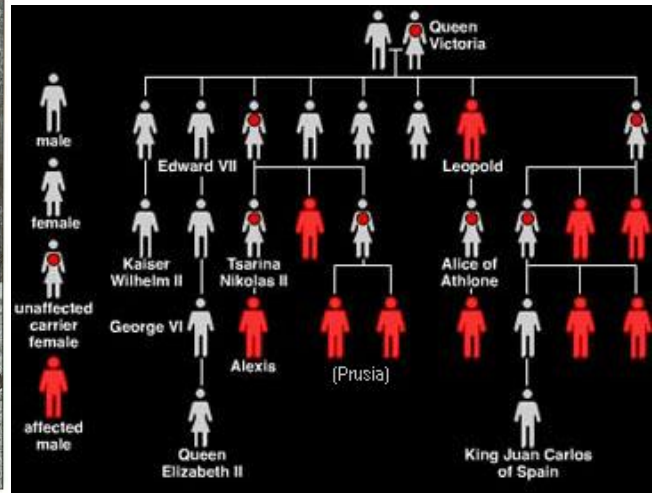 Queen
Victoria
male
Edward VII
Leopold
female
Kaiser
Wilhelm II
Tsarina
Nikolas II
Alice of
Athlone
unaffected
carrier
female
George VI
Alexis
(Prusia)
affected
male
Queen
Elizabeth II
King Juan Carlos
of Spain